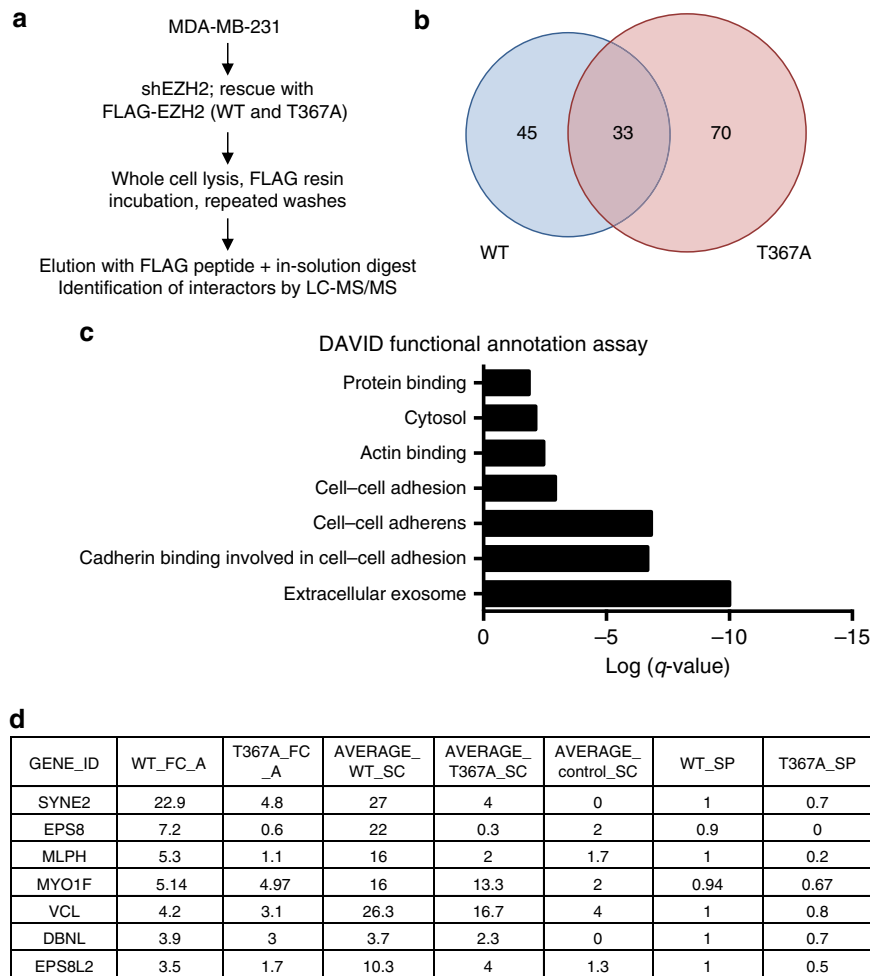 a
MDA-MB-231
shEZH2; rescue with
FLAG-EZH2 (WT and T367A)
Whole cell lysis, FLAG resin
incubation, repeated washes
Elution with FLAG peptide + in-solution digest
Identification of interactors by LC-MS/MS
b
45 33 70
WT T367A
c
DAVID functional annotation assay
Protein binding
Cytosol
Actin binding
Cell–cell adhesion
Cell–cell adherens
Cadherin binding involved in cell–cell adhesion
Extracellular exosome
0 –5 –10 –15
Log (q-value)
d
GENE_ID WT_FC_A T367A_FC_A AVERAGE_WT_SC AVERAGE_T367A_SC AVERAGE_control_SC WT_SP T367A_SP
SYNE2 22.9 4.8 27 4 0 1 0.7
EPS8 7.2 0.6 22 0.3 2 0.9 0
MLPH 5.3 1.1 16 2 1.7 1 0.2
MYO1F 5.14 4.97 16 13.3 2 0.94 0.67
VCL 4.2 3.1 26.3 16.7 4 1 0.8
DBNL 3.9 3 3.7 2.3 0 1 0.7
EPS8L2 3.5 1.7 10.3 4 1.3 1 0.5